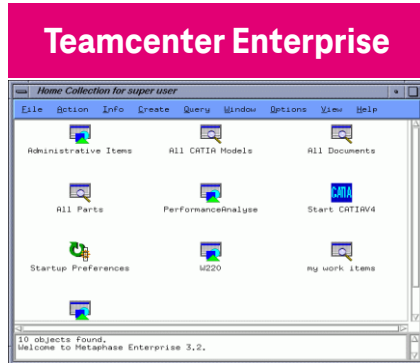 Teamcenter Enterprise
Home Collection for super user
File Action Info Create Query Window Options View Help
Administrative Items All CATIA Models All Documents
CATIA
All Parts PerformanceAnalyse Start CATIAV4
Startup Preferences W220 my work items
10 objects found.
Welcome to Metaphase Enterprise 3.2.